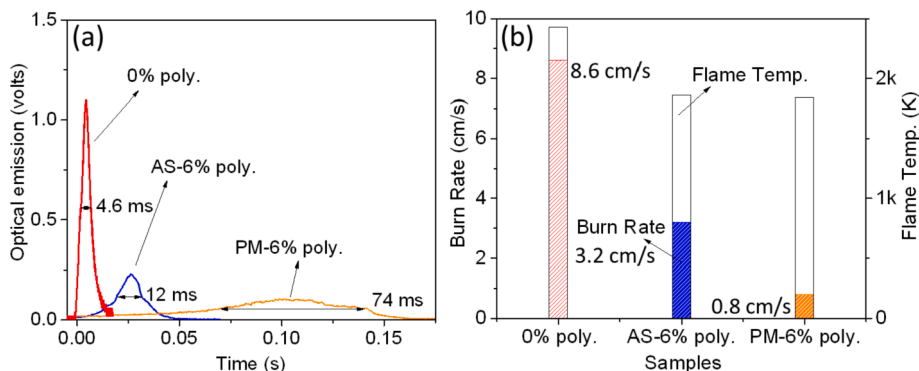 (a)
1.5
1.0
0.5
0.0
Optical emission (volts)
0% poly.
AS-6% poly.
4.6 ms
PM-6% poly.
12 ms
74 ms
0.00
0.05
0.10
0.15
Time (s)
(b)
10
8
6
4
2
0
Burn Rate (cm/s)
8.6 cm/s
Flame Temp.
Burn Rate
3.2 cm/s
0.8 cm/s
2k
1k
0
Flame Temp. (K)
0% poly.
AS-6% poly.
PM-6% poly.
Samples